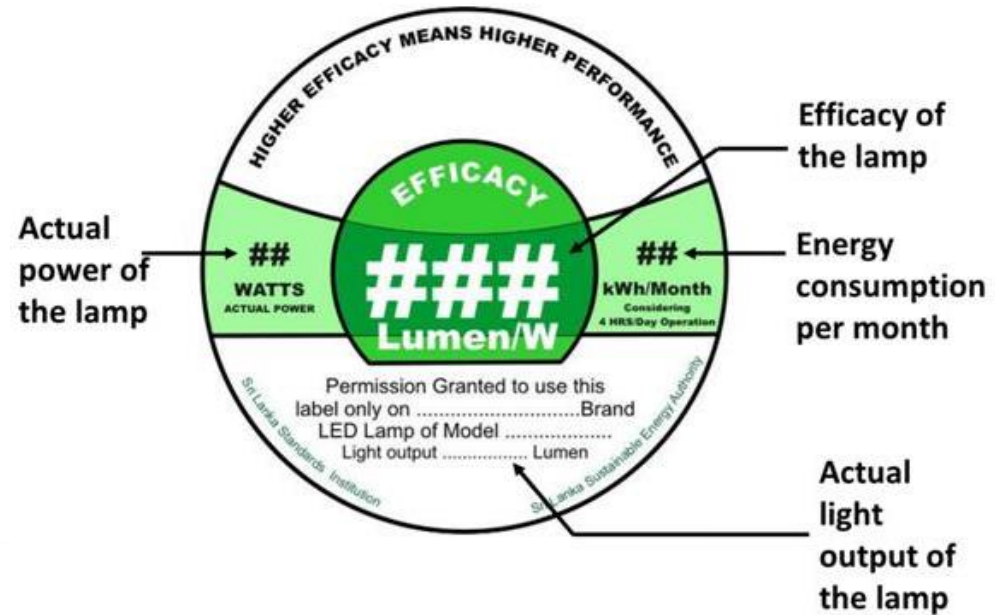 HIGHER EFFICACY MEANS HIGHER PERFORMANCE
EFFICACY
###
Lumen/W
##
WATTS
ACTUAL POWER
##
kWh/Month
Considering
4 HRS/Day Operation
Permission Granted to use this
label only on ............................Brand
LED Lamp of Model ...................
Light output ................ Lumen
Sri Lanka Standards Institution
Sri Lanka Sustainable Energy Authority
Actual
power of
the lamp
Efficacy of
the lamp
Energy
consumption
per month
Actual
light
output of
the lamp